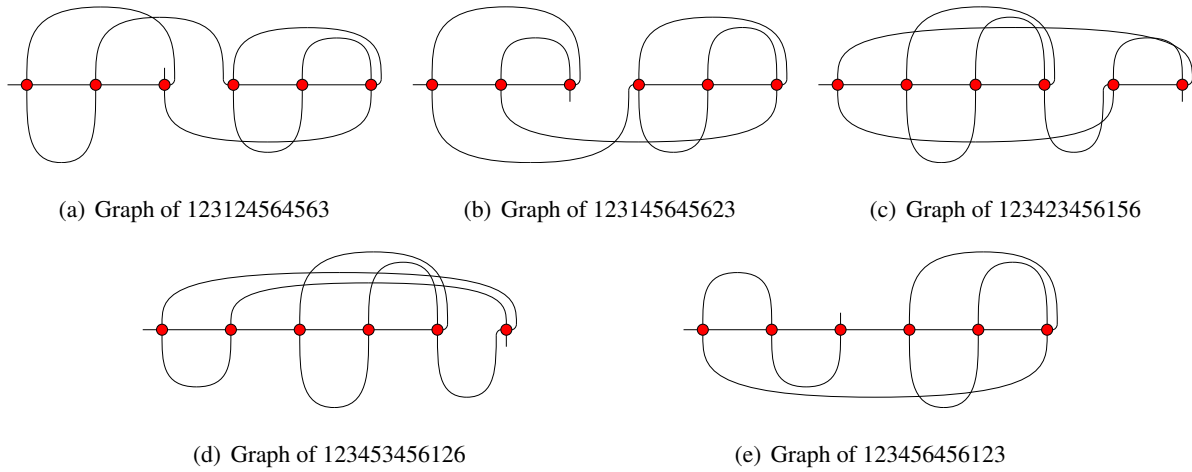 (a) Graph of 123124564563
(b) Graph of 123145645623
(c) Graph of 123423456156
(d) Graph of 123453456126
(e) Graph of 123456456123